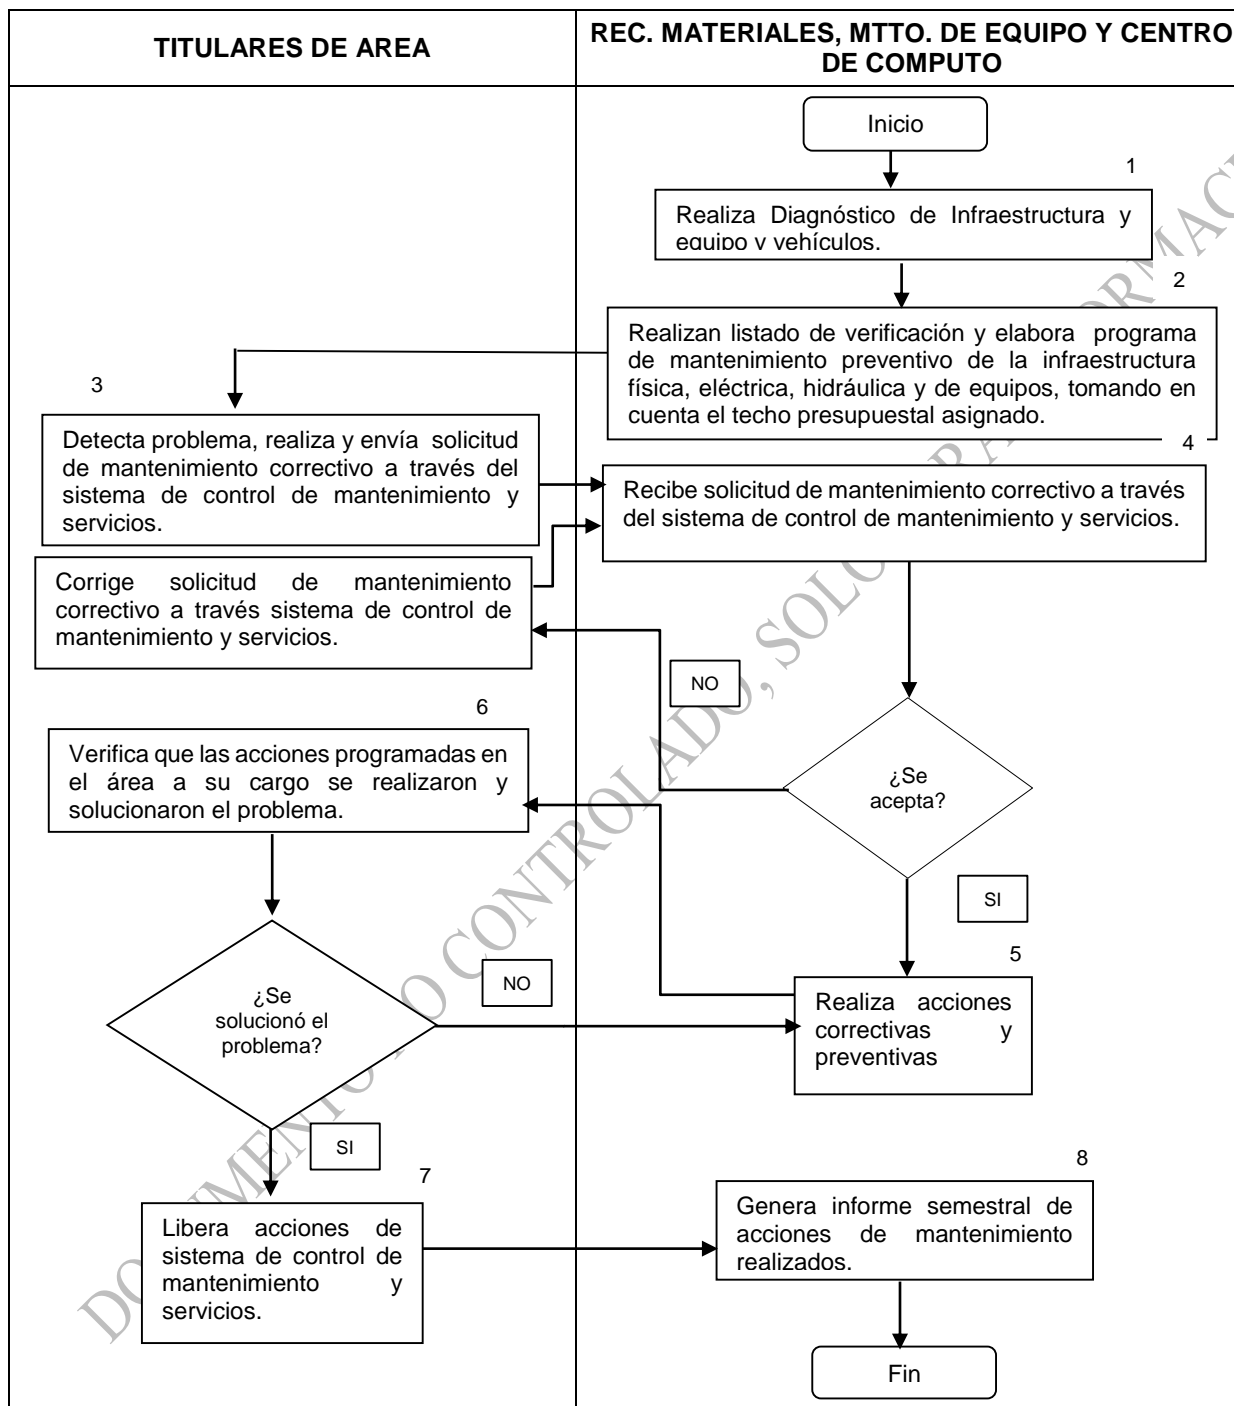 TITULARES DE AREA
REC. MATERIALES, MTTO. DE EQUIPO Y CENTRO
DE COMPUTO
Inicio
1
Realiza Diagnóstico de Infraestructura y
equipo y vehículos.
2
Realizan listado de verificación y elabora programa
de mantenimiento preventivo de la infraestructura
física, eléctrica, hidráulica y de equipos, tomando en
cuenta el techo presupuestal asignado.
3
Detecta problema, realiza y envía solicitud
de mantenimiento correctivo a través del
sistema de control de mantenimiento y
servicios.
4
Recibe solicitud de mantenimiento correctivo a través
del sistema de control de mantenimiento y servicios.
Corrige solicitud de mantenimiento
correctivo a través sistema de control de
mantenimiento y servicios.
NO
¿Se
acepta?
SI
6
Verifica que las acciones programadas en
el área a su cargo se realizaron y
solucionaron el problema.
5
Realiza acciones
correctivas y
preventivas
¿Se
solucionó el
problema?
NO
SI
7
Libera acciones de
sistema de control de
mantenimiento y
servicios.
8
Genera informe semestral de
acciones de mantenimiento
realizados.
Fin
CONTROLADO, SOLO